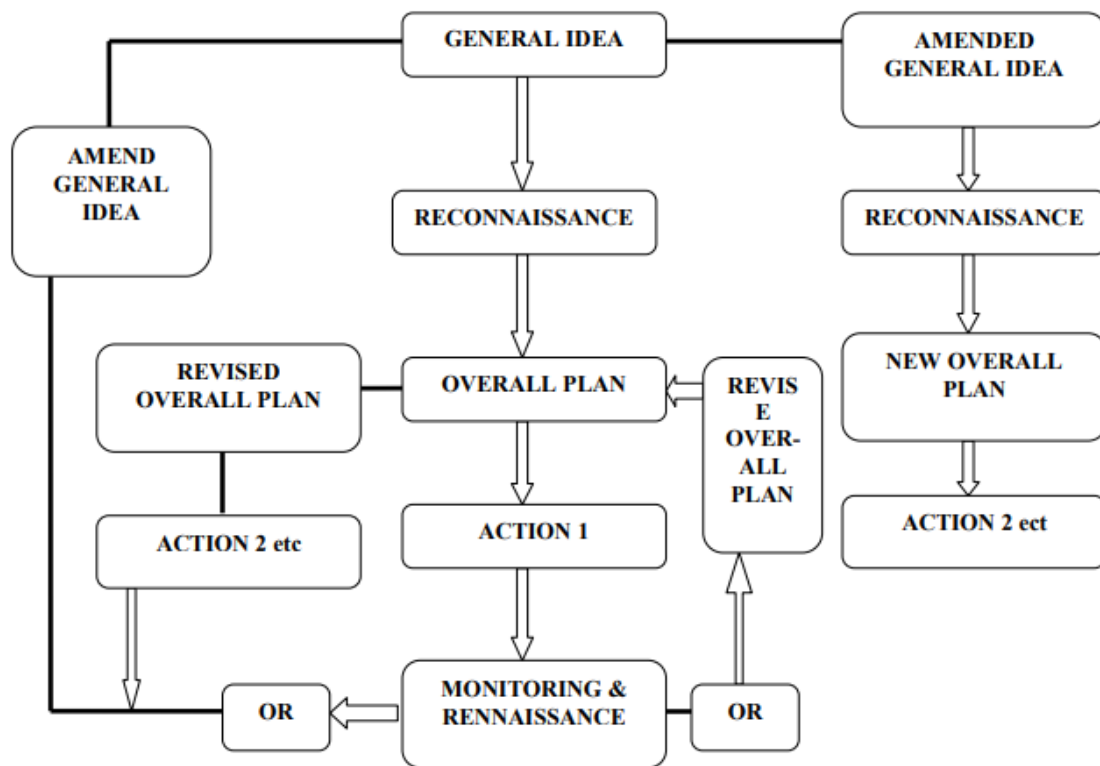 GENERAL IDEA
AMENDED
GENERAL IDEA
AMEND
GENERAL
IDEA
RECONNAISSANCE
RECONNAISSANCE
REVISED
OVERALL PLAN
OVERALL PLAN
REVIS
E
OVER-
ALL
PLAN
NEW OVERALL
PLAN
ACTION 2 etc
ACTION 1
ACTION 2 ect
OR
MONITORING &
RENNAISSANCE
OR